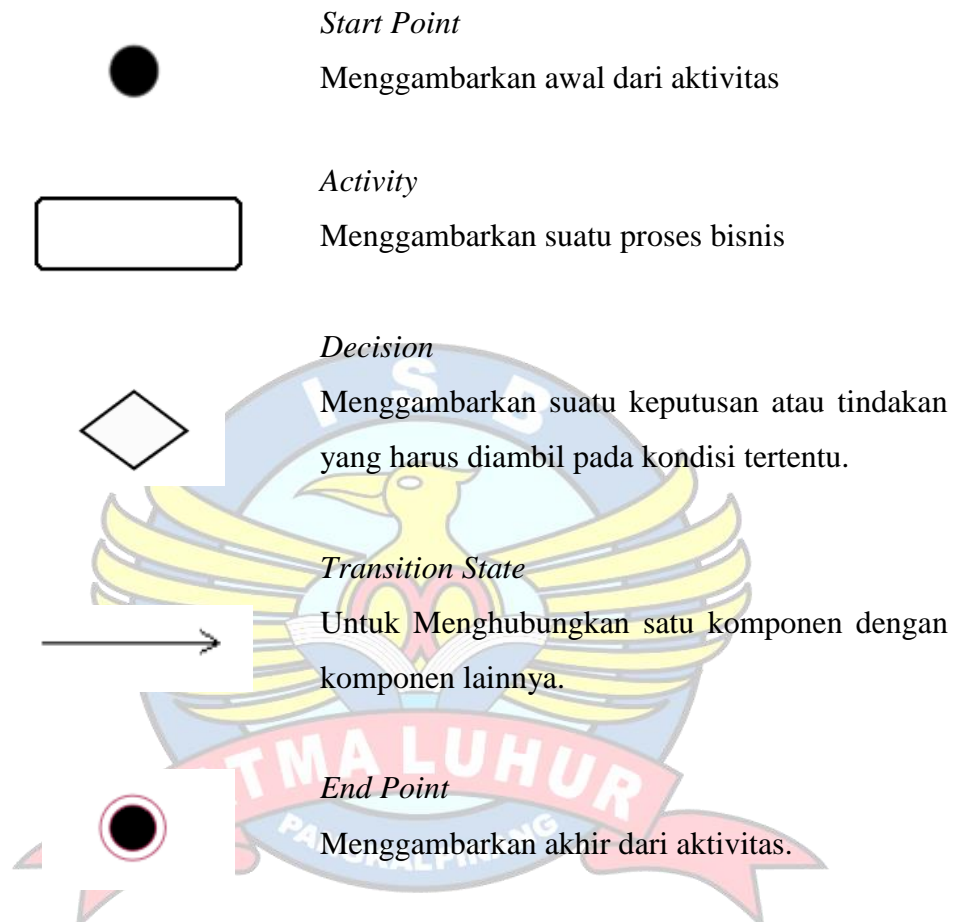 Start Point
Menggambarkan awal dari aktivitas
Activity
Menggambarkan suatu proses bisnis
Decision
Menggambarkan suatu keputusan atau tindakan
yang harus diambil pada kondisi tertentu.
Transition State
Untuk Menghubungkan satu komponen dengan
komponen lainnya.
End Point
Menggambarkan akhir dari aktivitas.
I S B
ATMA LUHUR